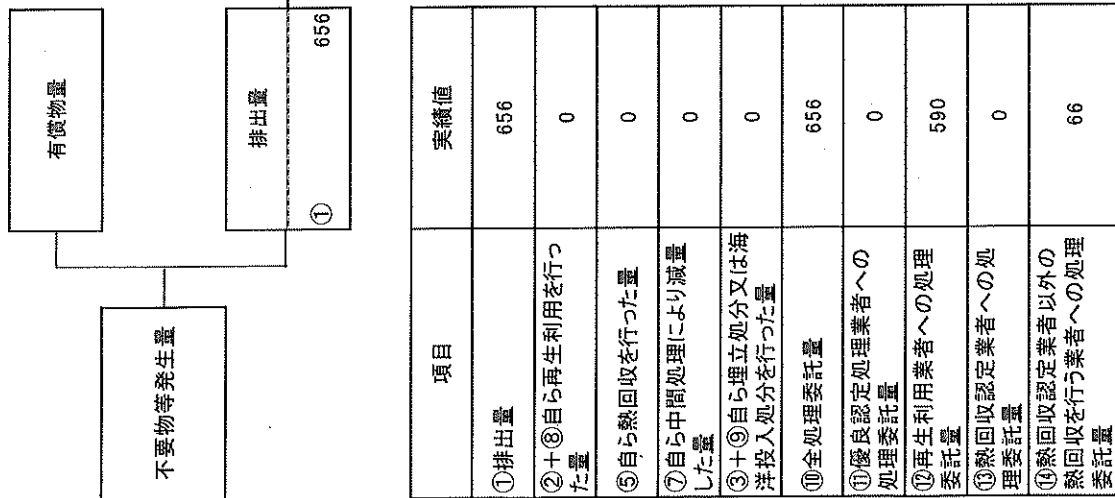 不要物等発生量
有償物量
排出量
①
656
項目
実績値
①排出量
656
②＋⑧自ら再生利用を行っ
た量
0
⑤自ら熱回収を行った量
0
⑦自ら中間処理により減量
した量
0
③＋⑨自ら埋立処分又は海
洋投入処分を行った量
0
⑩全処理委託量
656
⑪優良認定処理業者への
処理委託量
0
⑫再生利用業者への処理
委託量
590
⑬熱回収認定業者への処
理委託量
0
⑭熱回収認定業者以外の
熱回収を行う業者への処理
委託量
66